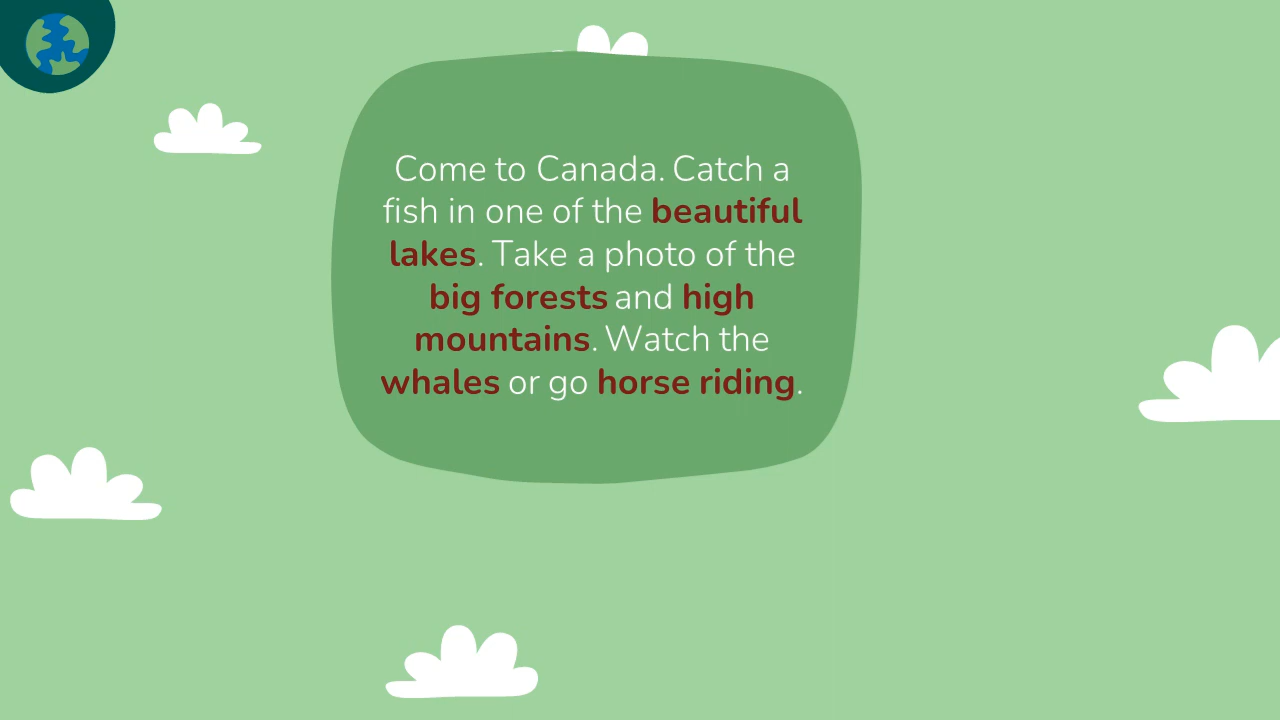 Come to Canada. Catch a
fish in one of the beautiful
lakes. Take a photo of the
big forests and high
mountains. Watch the
whales or go horse riding.